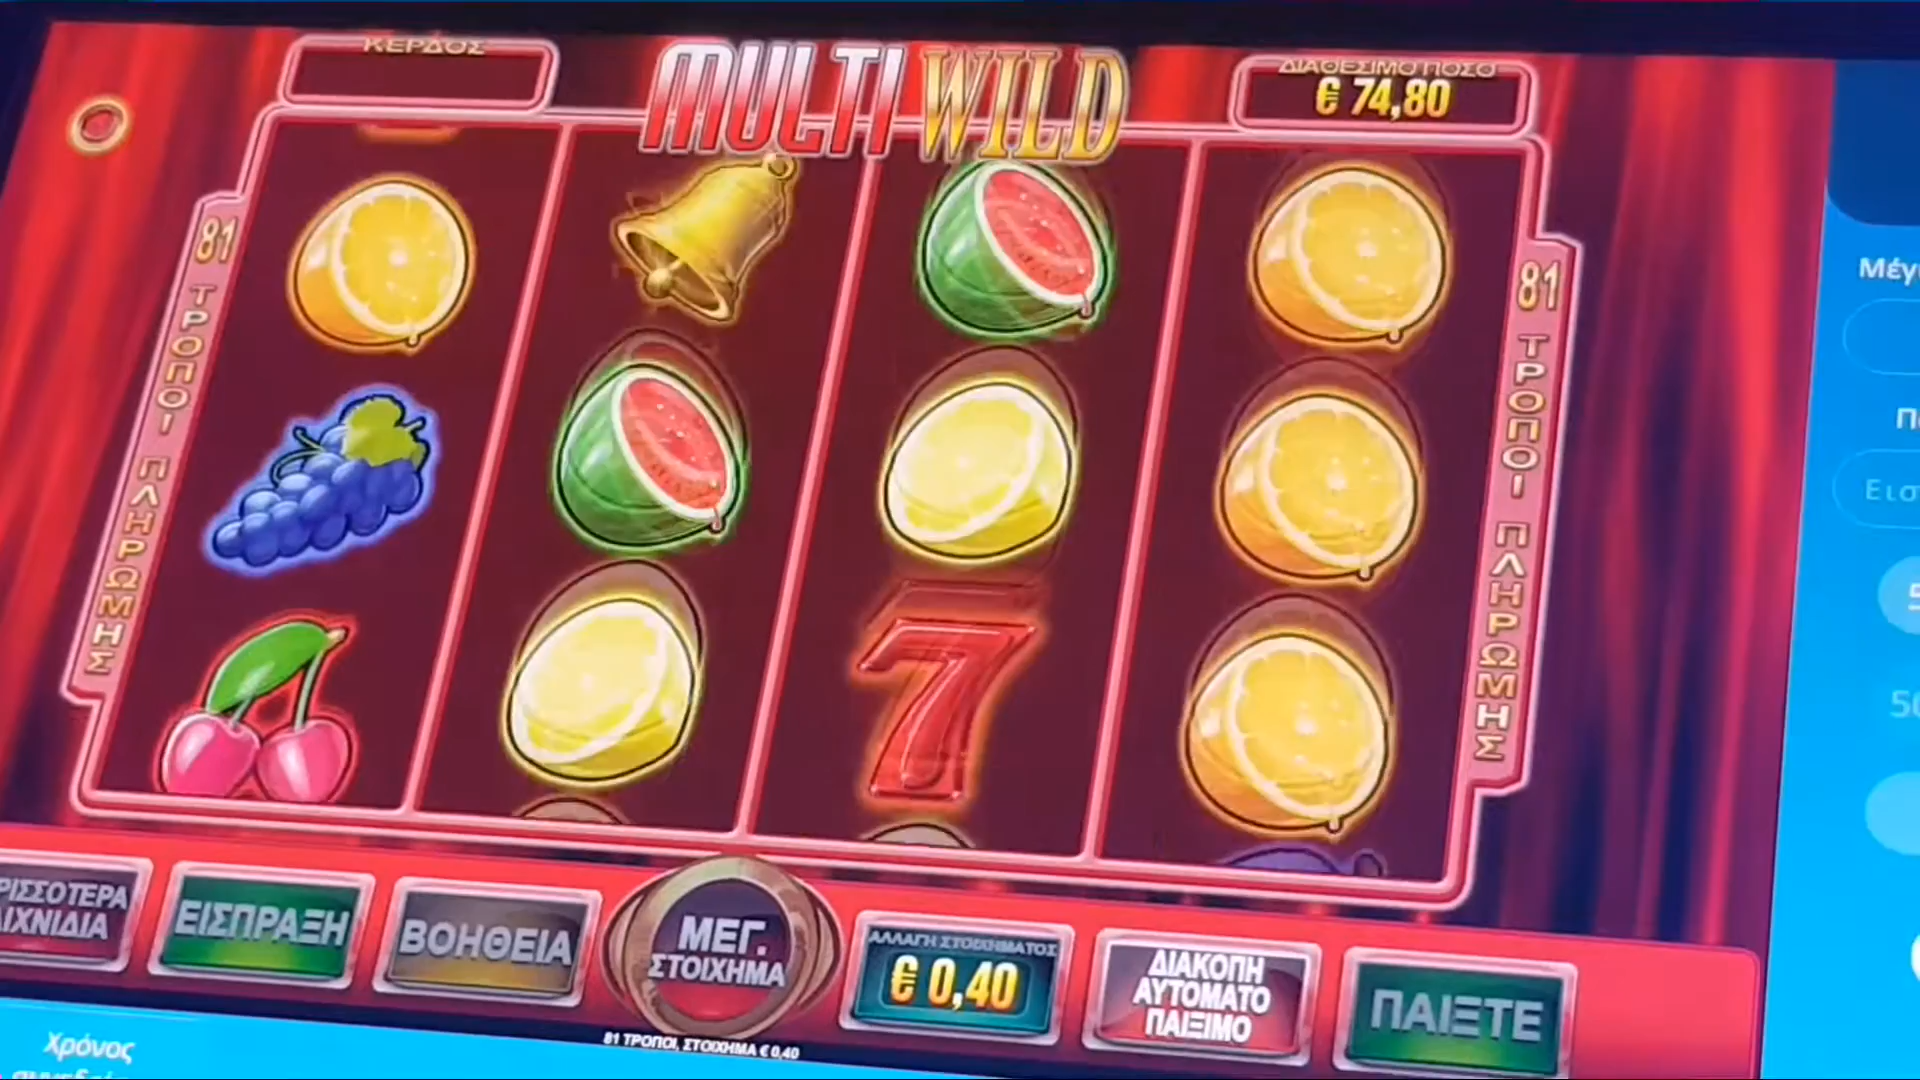 ΚΕΡΔΟΣ
MULTI WILD
ΔΙΑΘΕΣΙΜΟ ΠΟΣΟ
€ 74,80
81 ΤΡΟΠΟΙ ΠΛΗΡΩΜΗΣ
81 ΤΡΟΠΟΙ ΠΛΗΡΩΜΗΣ
7
ΕΙΣΠΡΑΞΗ
ΒΟΗΘΕΙΑ
ΜΕΓ.
ΣΤΟΙΧΗΜΑ
ΑΛΛΑΓΗ ΣΤΟΙΧΗΜΑΤΟΣ
€ 0,40
ΔΙΑΚΟΠΗ
ΑΥΤΟΜΑΤΟ
ΠΑΙΞΙΜΟ
ΠΑΙΞΤΕ
81 ΤΡΟΠΟΙ, ΣΤΟΙΧΗΜΑ € 0,40
Χρόνος